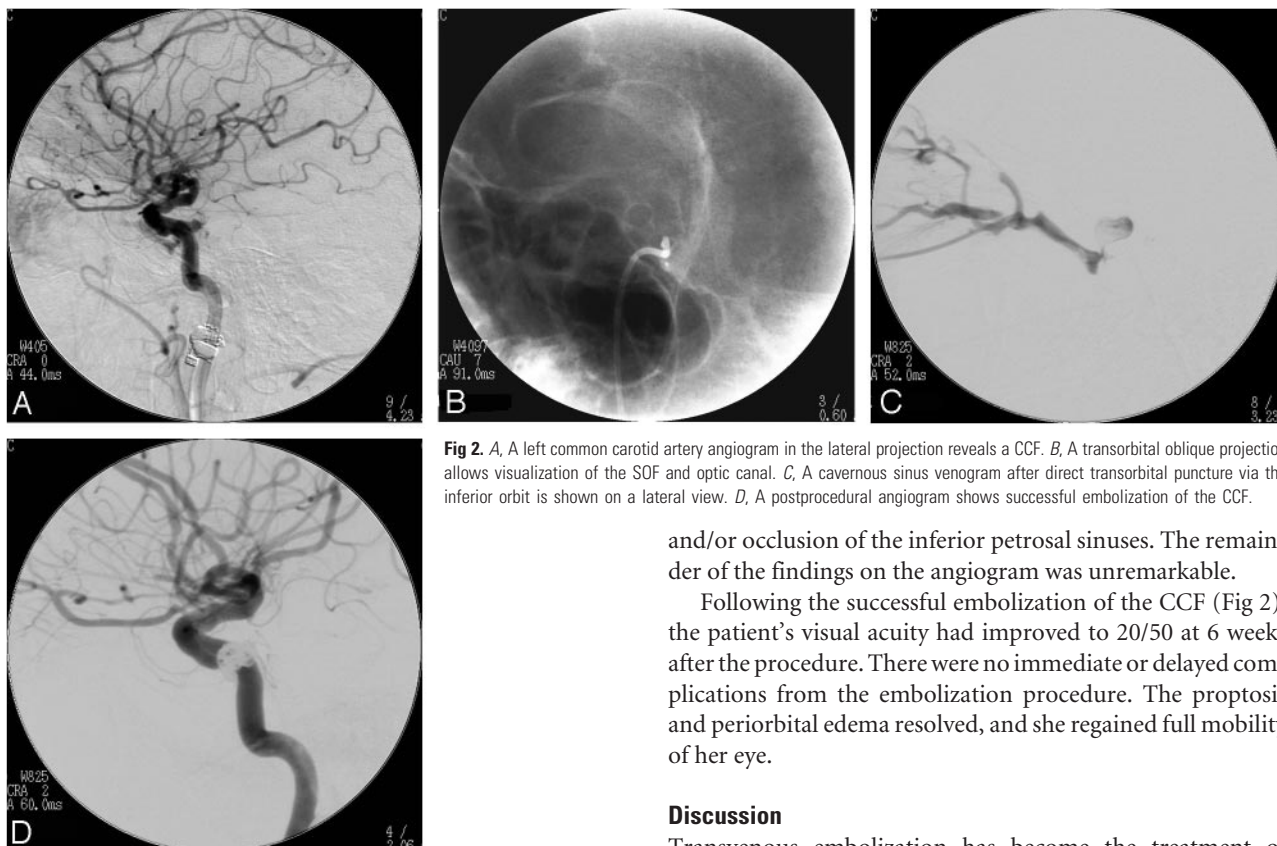 C
W405
CRA 0
A 44.0ms
9 /
4.23
A
W4097
CAU 7
A 91.0ms
3 /
0.60
B
C
W825
CRA 2
A 52.0ms
8 /
3.23
C
Fig 2. A, A left common carotid artery angiogram in the lateral projection reveals a CCF. B, A transorbital oblique projectio
allows visualization of the SOF and optic canal. C, A cavernous sinus venogram after direct transorbital puncture via th
inferior orbit is shown on a lateral view. D, A postprocedural angiogram shows successful embolization of the CCF.
C
W825
CRA 2
A 60.0ms
4 /
2.06
D
and/or occlusion of the inferior petrosal sinuses. The remain-
der of the findings on the angiogram was unremarkable.
Following the successful embolization of the CCF (Fig 2)
the patient's visual acuity had improved to 20/50 at 6 week
after the procedure. There were no immediate or delayed com-
plications from the embolization procedure. The proptosi
and periorbital edema resolved, and she regained full mobilit
of her eye.
Discussion
Transvenous embolization has become the treatment o